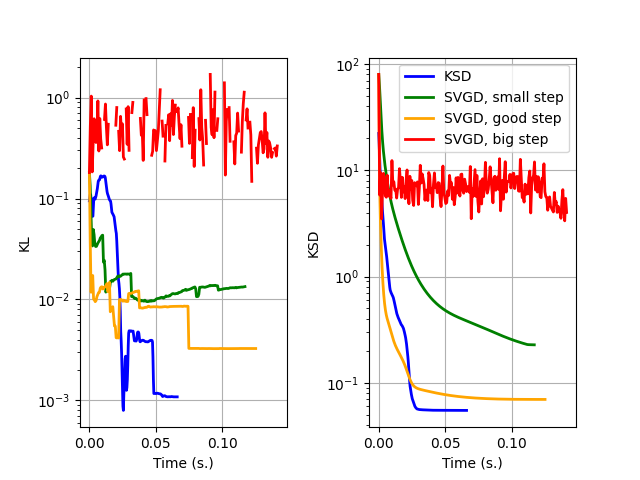 10⁰
10⁻¹
10⁻²
10⁻³
KL
0.00
0.05
0.10
Time (s.)
10²
10¹
10⁰
10⁻¹
KSD
0.00
0.05
0.10
Time (s.)
KSD
SVGD, small step
SVGD, good step
SVGD, big step